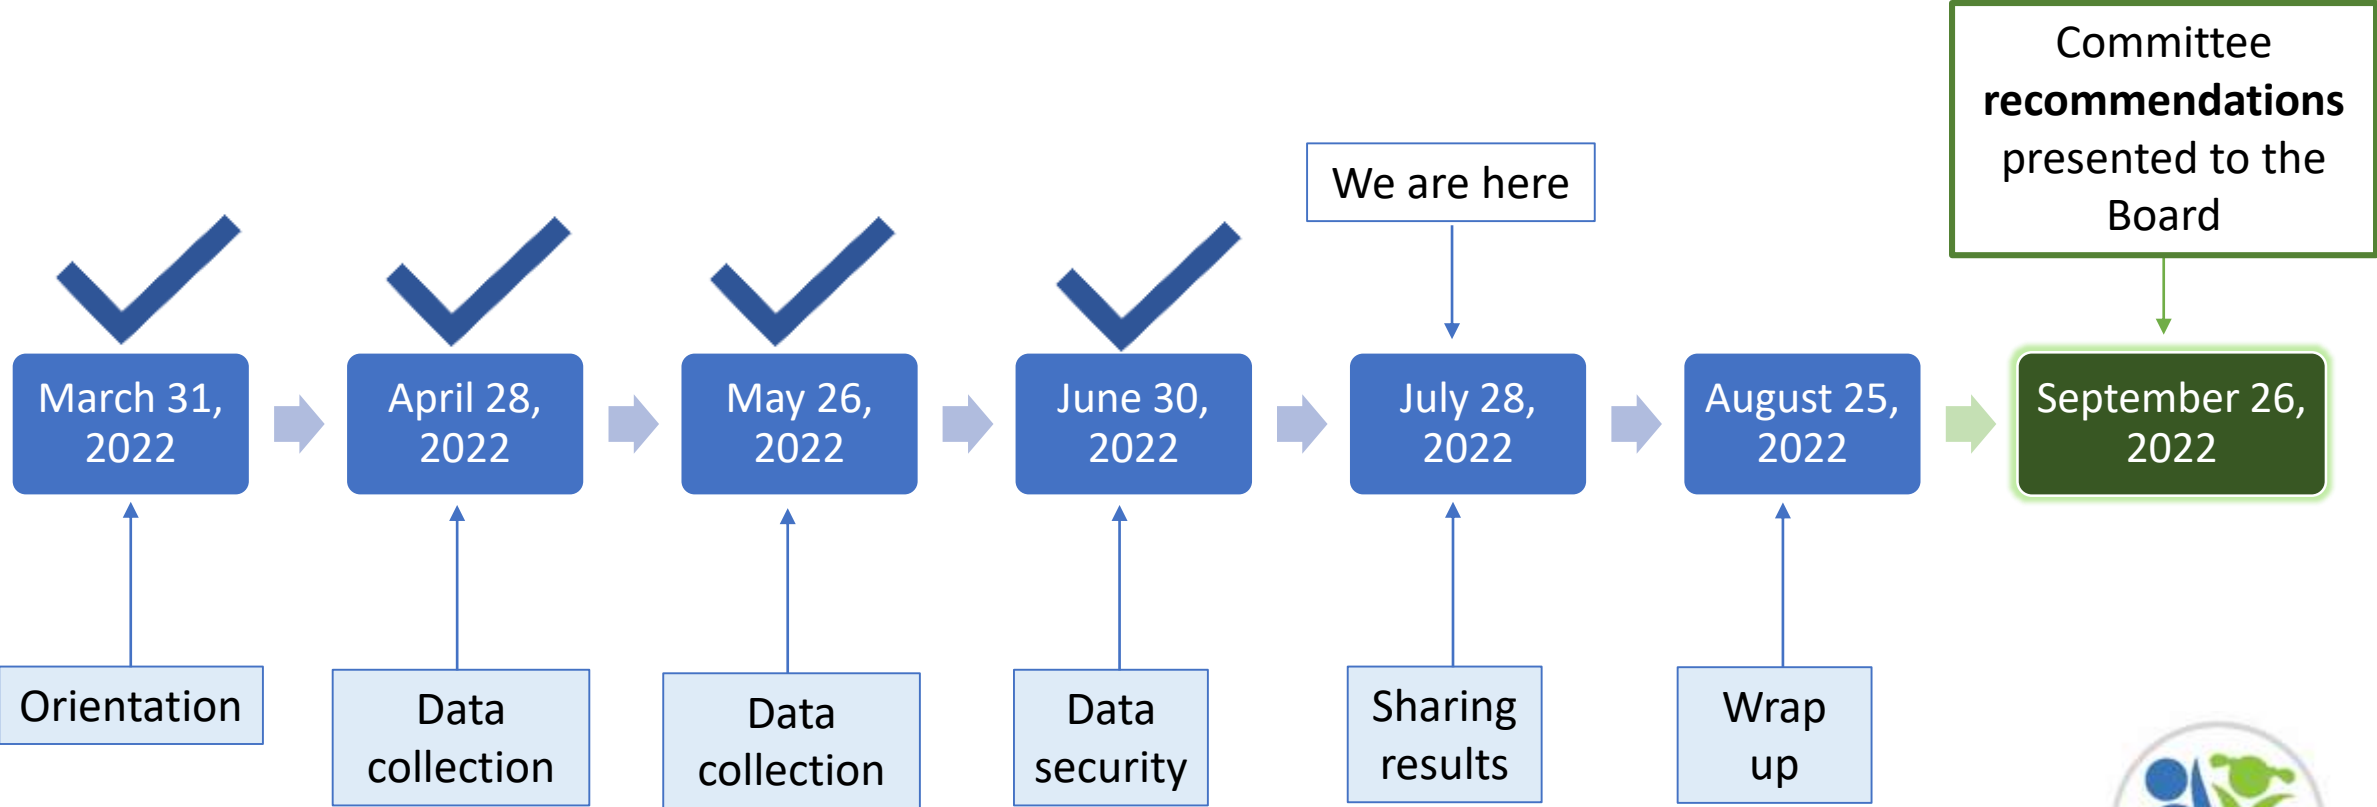 Committee
recommendations
presented to the
Board
We are here
March 31,
2022
April 28,
2022
May 26,
2022
June 30,
2022
July 28,
2022
August 25,
2022
September 26,
2022
Orientation
Data
collection
Data
collection
Data
security
Sharing
results
Wrap
up